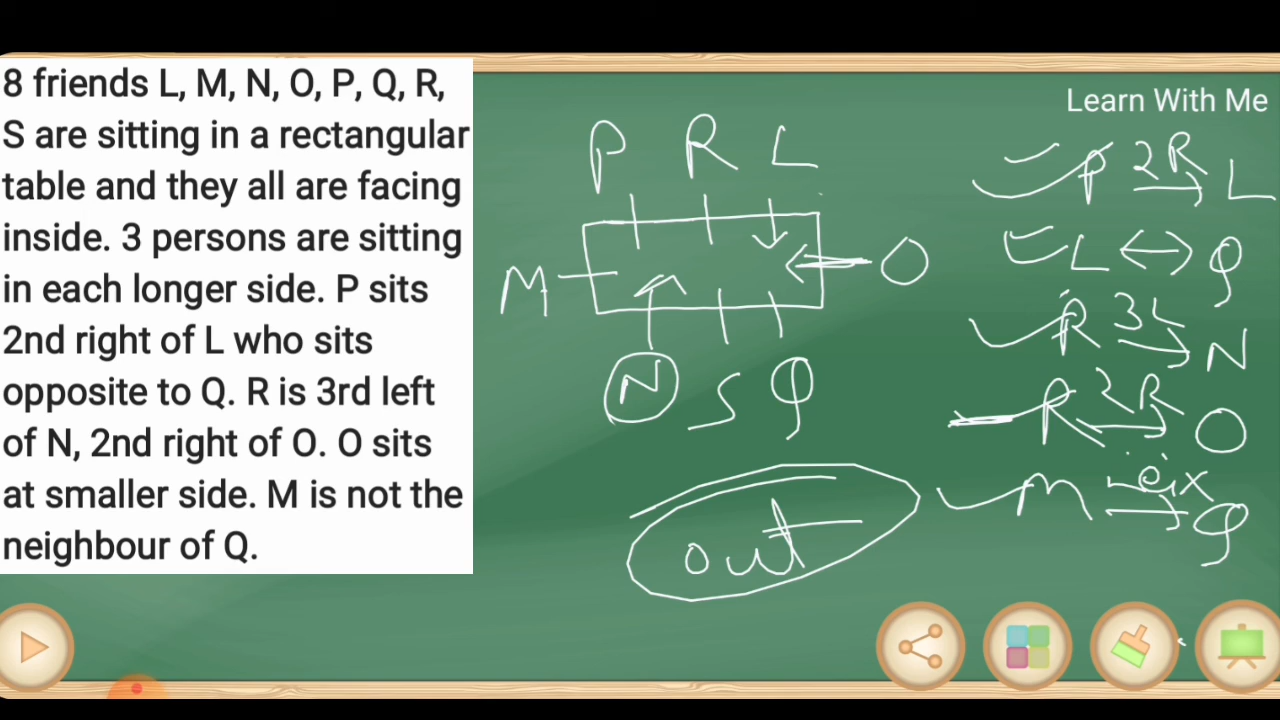 8 friends L, M, N, O, P, Q, R,
S are sitting in a rectangular
table and they all are facing
inside. 3 persons are sitting
in each longer side. P sits
2nd right of L who sits
opposite to Q. R is 3rd left
of N, 2nd right of O. O sits
at smaller side. M is not the
neighbour of Q.
P R L
M O
N S Q
out
Learn With Me
P 2R L
L Q
R 3L N
R 2R O
M Q